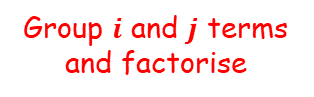 Group i and j terms
and factorise